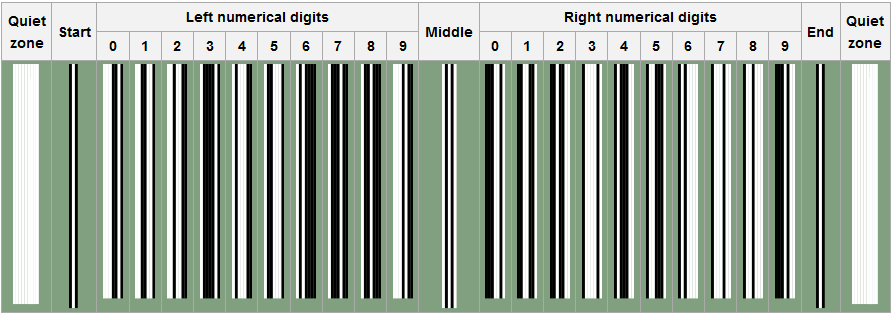 Quiet zone Start Left numerical digits Middle Right numerical digits End Quiet zone
0 1 2 3 4 5 6 7 8 9 0 1 2 3 4 5 6 7 8 9